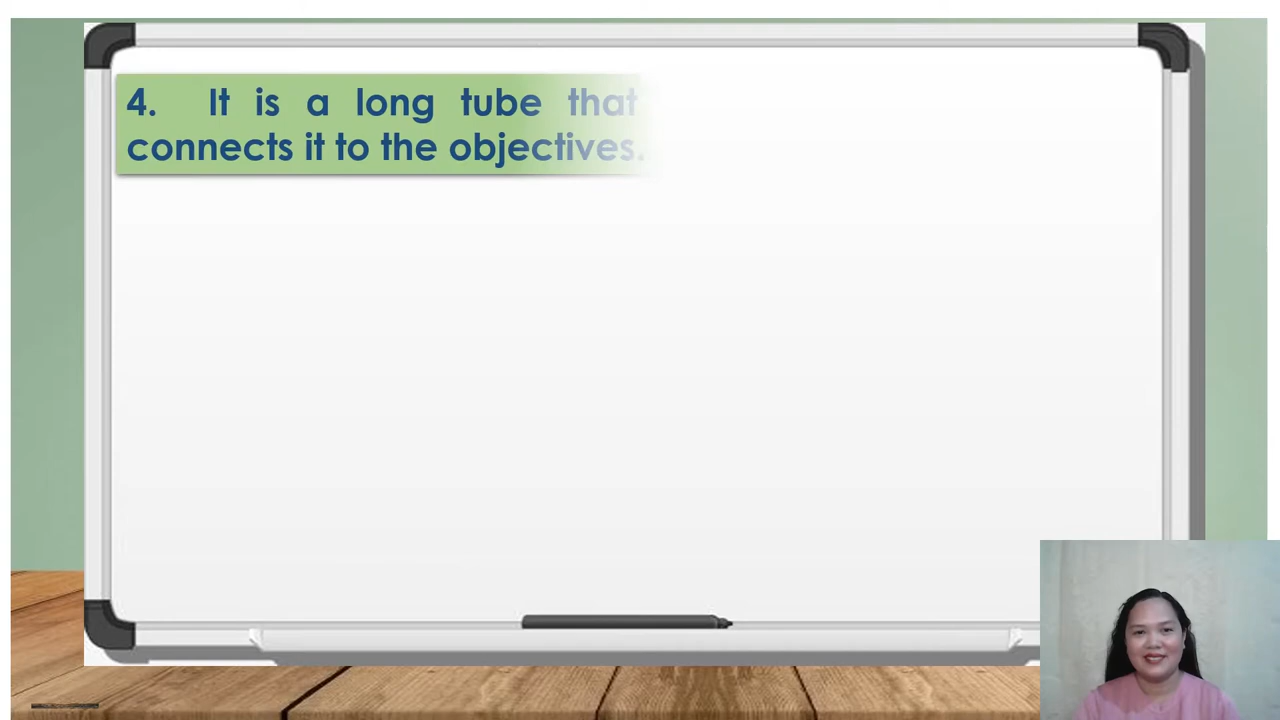 4. It is a long tube that
connects it to the objectives.